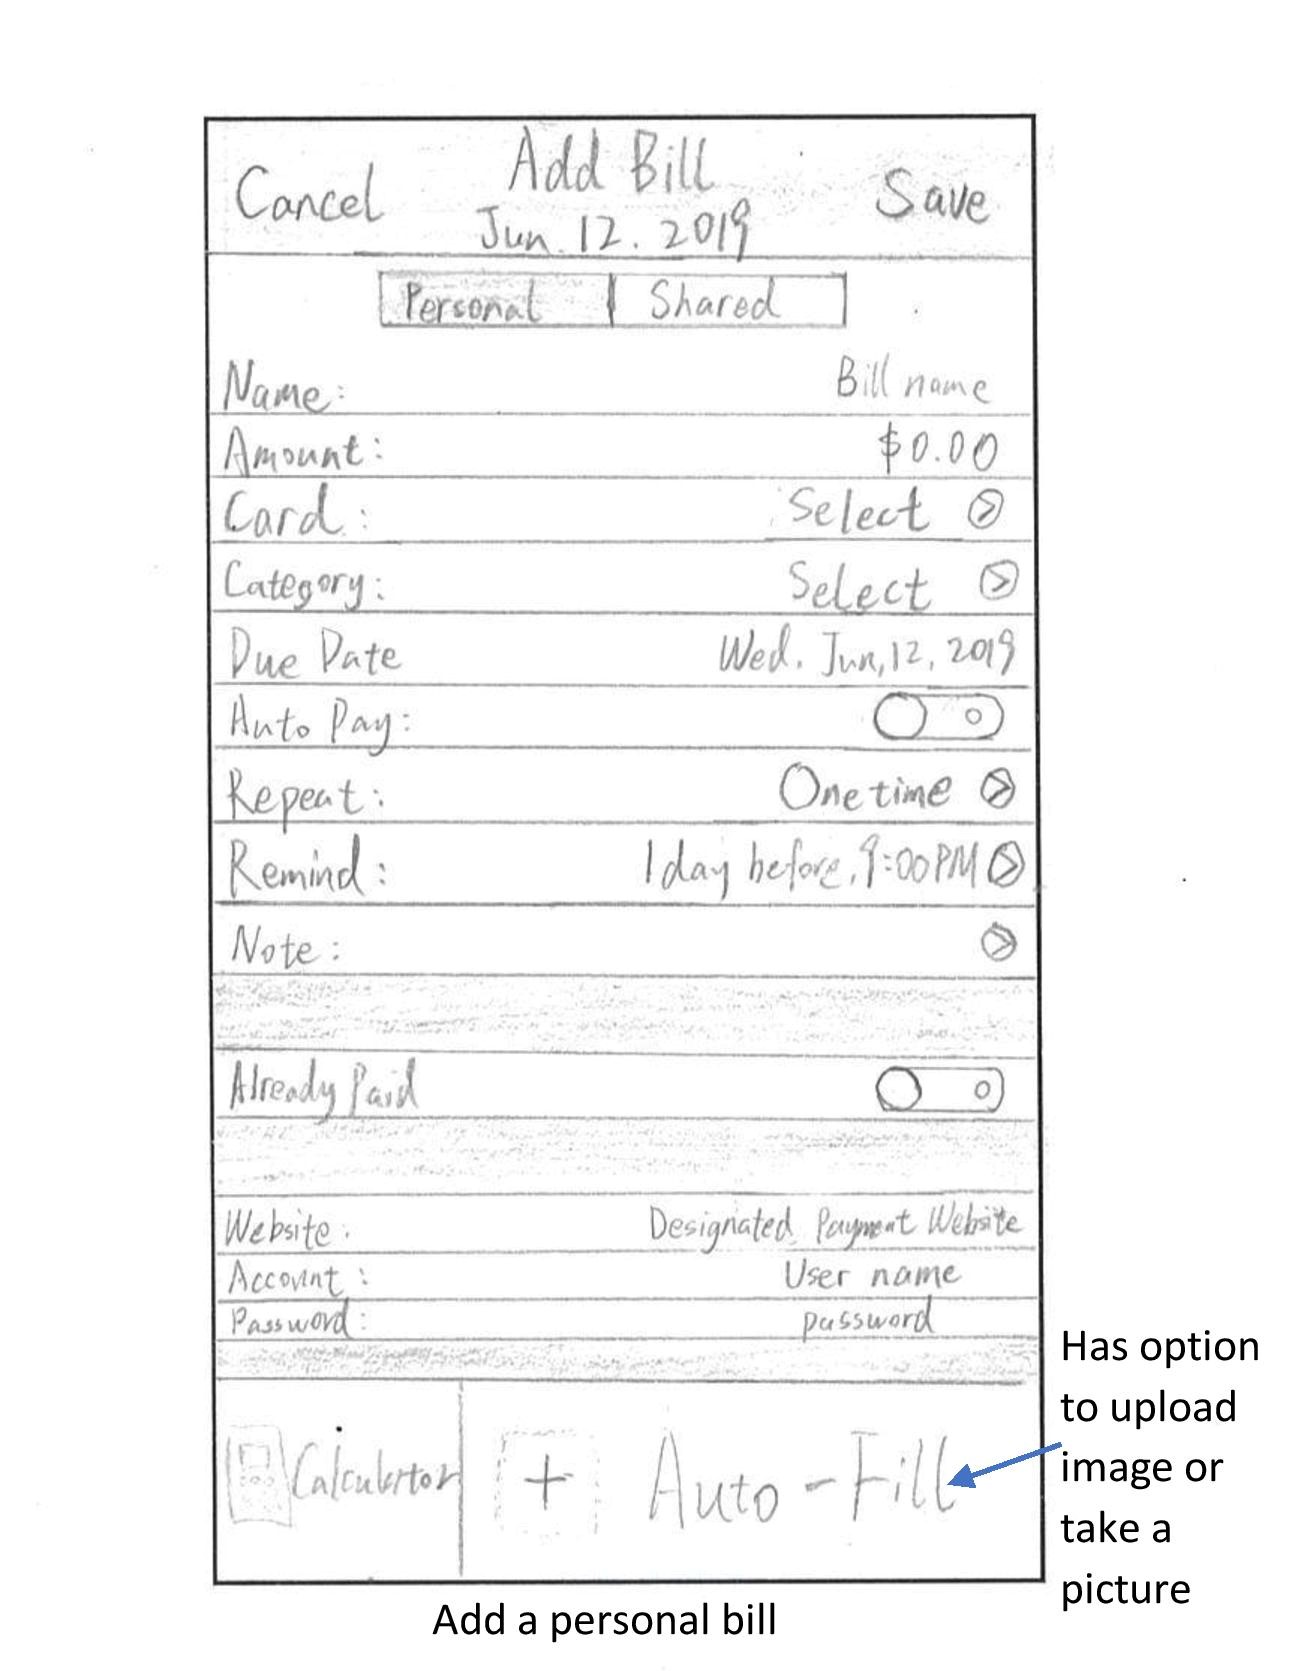 Add Bill
Cancel Save
Jun. 12. 2019
Personal Shared
Name: Bill name
Amount: $0.00
Card: Select
Category: Select
Due Date Wed. Jun,12, 2019
Auto Pay:
Repeat: One time
Remind: 1 day before, 9:00PM
Note:
Already Paid
Website: Designated Payment Website
Account: User name
Password: password
Calculator + Auto-Fill
Has option
to upload
image or
take a
picture
Add a personal bill